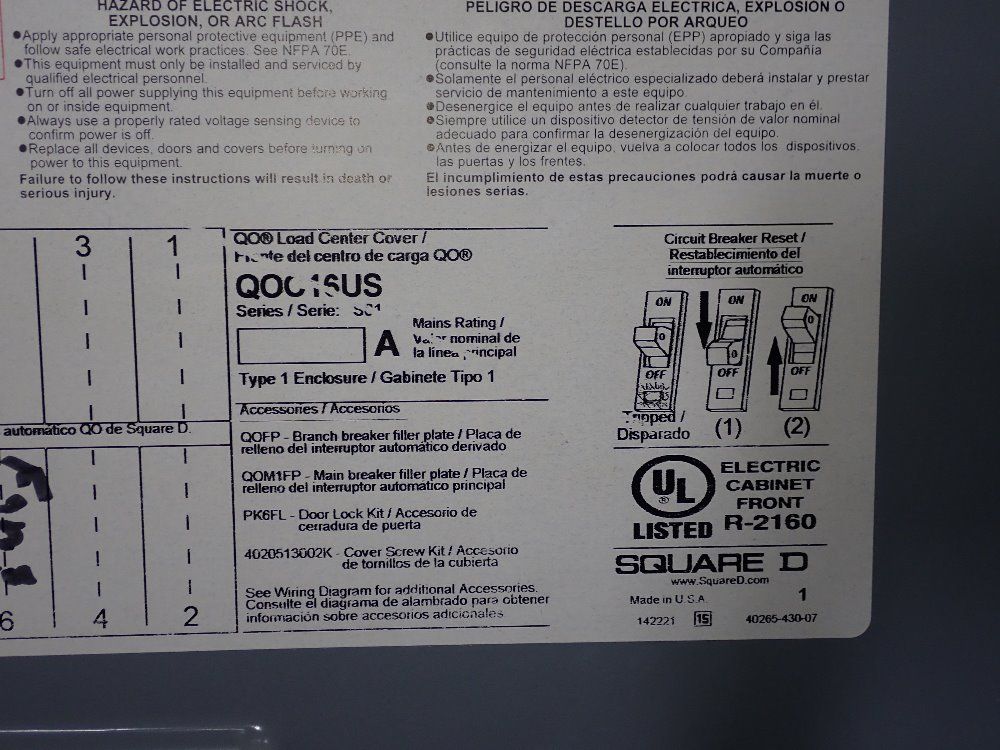 HAZARD OF ELECTRIC SHOCK,
EXPLOSION, OR ARC FLASH
●Apply appropriate personal protective equipment (PPE) and
follow safe electrical work practices. See NFPA 70E.
●This equipment must only be installed and serviced by
qualified electrical personnel.
●Turn off all power supplying this equipment before working
on or inside equipment.
●Always use a properly rated voltage sensing device to
confirm power is off.
●Replace all devices, doors and covers before turning on
power to this equipment.
Failure to follow these instructions will result in death or
serious injury.
PELIGRO DE DESCARGA ELECTRICA, EXPLOSION O
DESTELLO POR ARQUEO
●Utilice equipo de protección personal (EPP) apropiado y siga las
prácticas de seguridad eléctrica establecidas por su Compañia
(consulte la norma NFPA 70E).
●Solamente el personal eléctrico especializado deberá instalar y prestar
servicio de mantenimiento a este equipo.
●Desenergice el equipo antes de realizar cualquier trabajo en él.
●Siempre utilice un dispositivo detector de tensión de valor nominal
adecuado para confirmar la desenergización del equipo.
●Antes de energizar el equipo, vuelva a colocar todos los dispositivos,
las puertas y los frentes.
El incumplimiento de estas precauciones podrá causar la muerte o
lesiones serias.
3 1
automático QO de Square D.
6 4 2
QO® Load Center Cover /
Frente del centro de carga QO®
16US
Series / Serie:
A
Mains Rating /
Valor nominal de
la línea principal
Type 1 Enclosure / Gabinete Tipo 1
Accessories / Accesorios
QOFP - Branch breaker filler plate / Placa de
relleno del interruptor automático derivado
QOM1FP - Main breaker filler plate / Placa de
relleno del interruptor automatico principal
PK6FL - Door Lock Kit / Accesorio de
cerradura de puerta
4020513002K - Cover Screw Kit / Accesorio
de tornillos de la cubierta
See Wiring Diagram for additional Accessories.
Consulte el diagrama de alambrado para obtener
información sobre accesorios adicionales
Circuit Breaker Reset /
Restablecimiento del
interruptor automático
ON ON ON
OFF OFF OFF
Tripped /
Disparado (1) (2)
UL
®
LISTED
ELECTRIC
CABINET
FRONT
R-2160
SQUARE D
www.SquareD.com
Made in U.S.A. 1
142221 15 40265-430-07